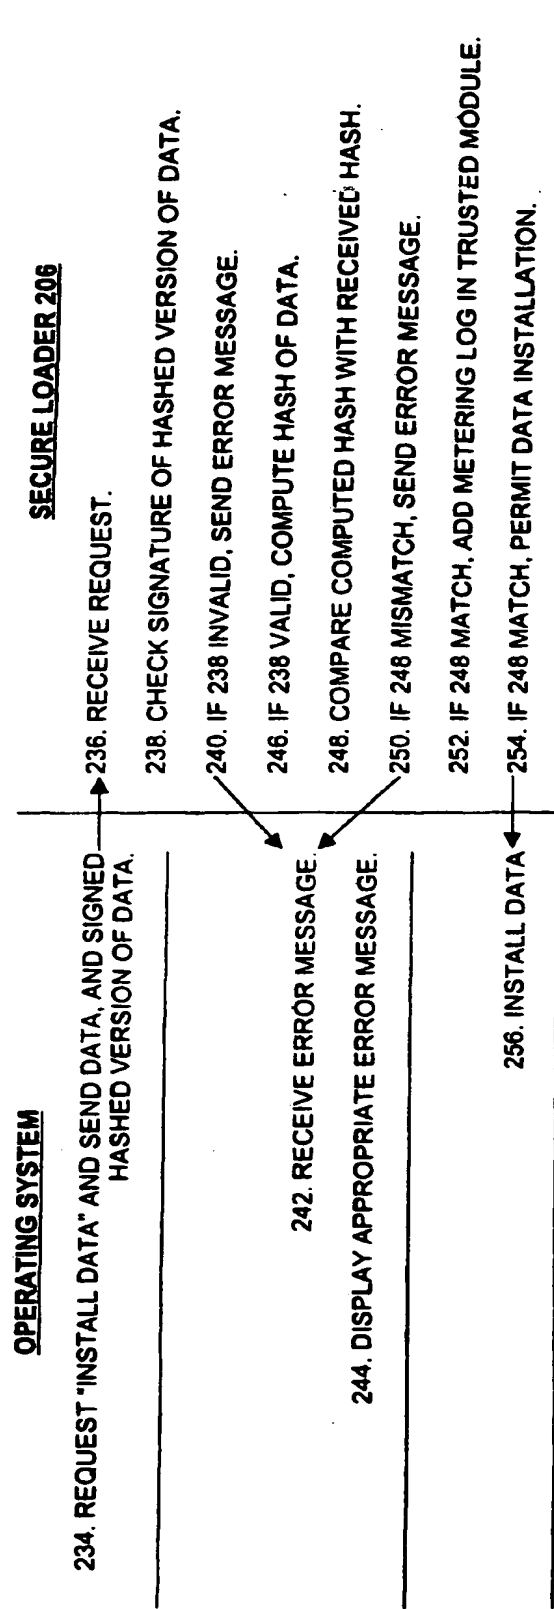 OPERATING SYSTEM
SECURE LOADER 206
234. REQUEST "INSTALL DATA" AND SEND DATA, AND SIGNED
HASHED VERSION OF DATA.
236. RECEIVE REQUEST.
238. CHECK SIGNATURE OF HASHED VERSION OF DATA.
240. IF 238 INVALID, SEND ERROR MESSAGE.
242. RECEIVE ERROR MESSAGE.
244. DISPLAY APPROPRIATE ERROR MESSAGE.
246. IF 238 VALID, COMPUTE HASH OF DATA.
248. COMPARE COMPUTED HASH WITH RECEIVED HASH.
250. IF 248 MISMATCH, SEND ERROR MESSAGE.
252. IF 248 MATCH, ADD METERING LOG IN TRUSTED MODULE.
254. IF 248 MATCH, PERMIT DATA INSTALLATION.
256. INSTALL DATA